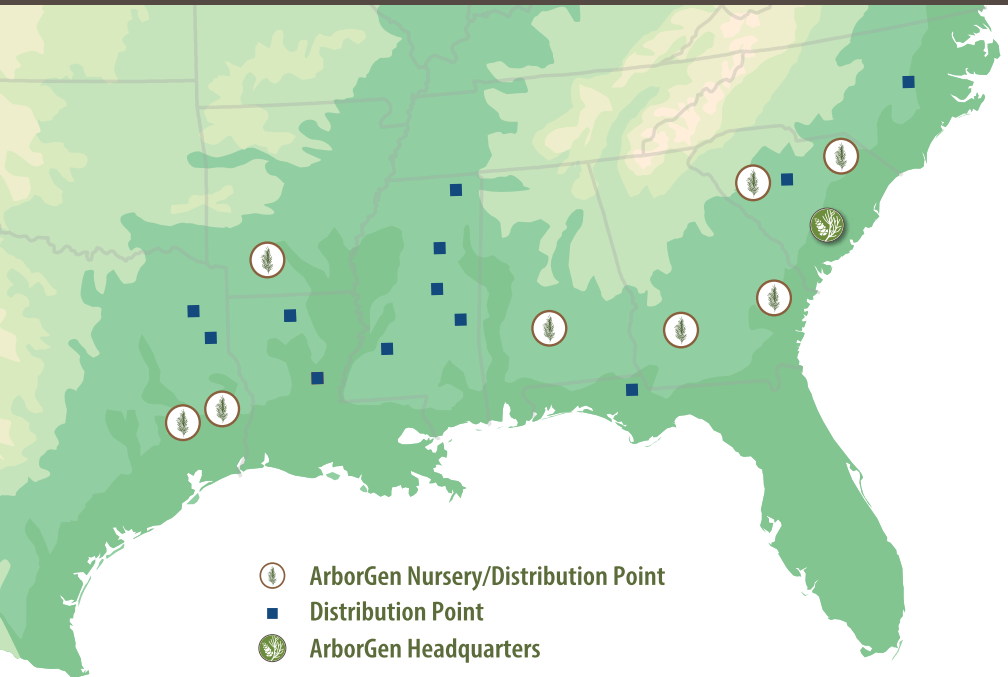 ArborGen Nursery/Distribution Point
Distribution Point
ArborGen Headquarters